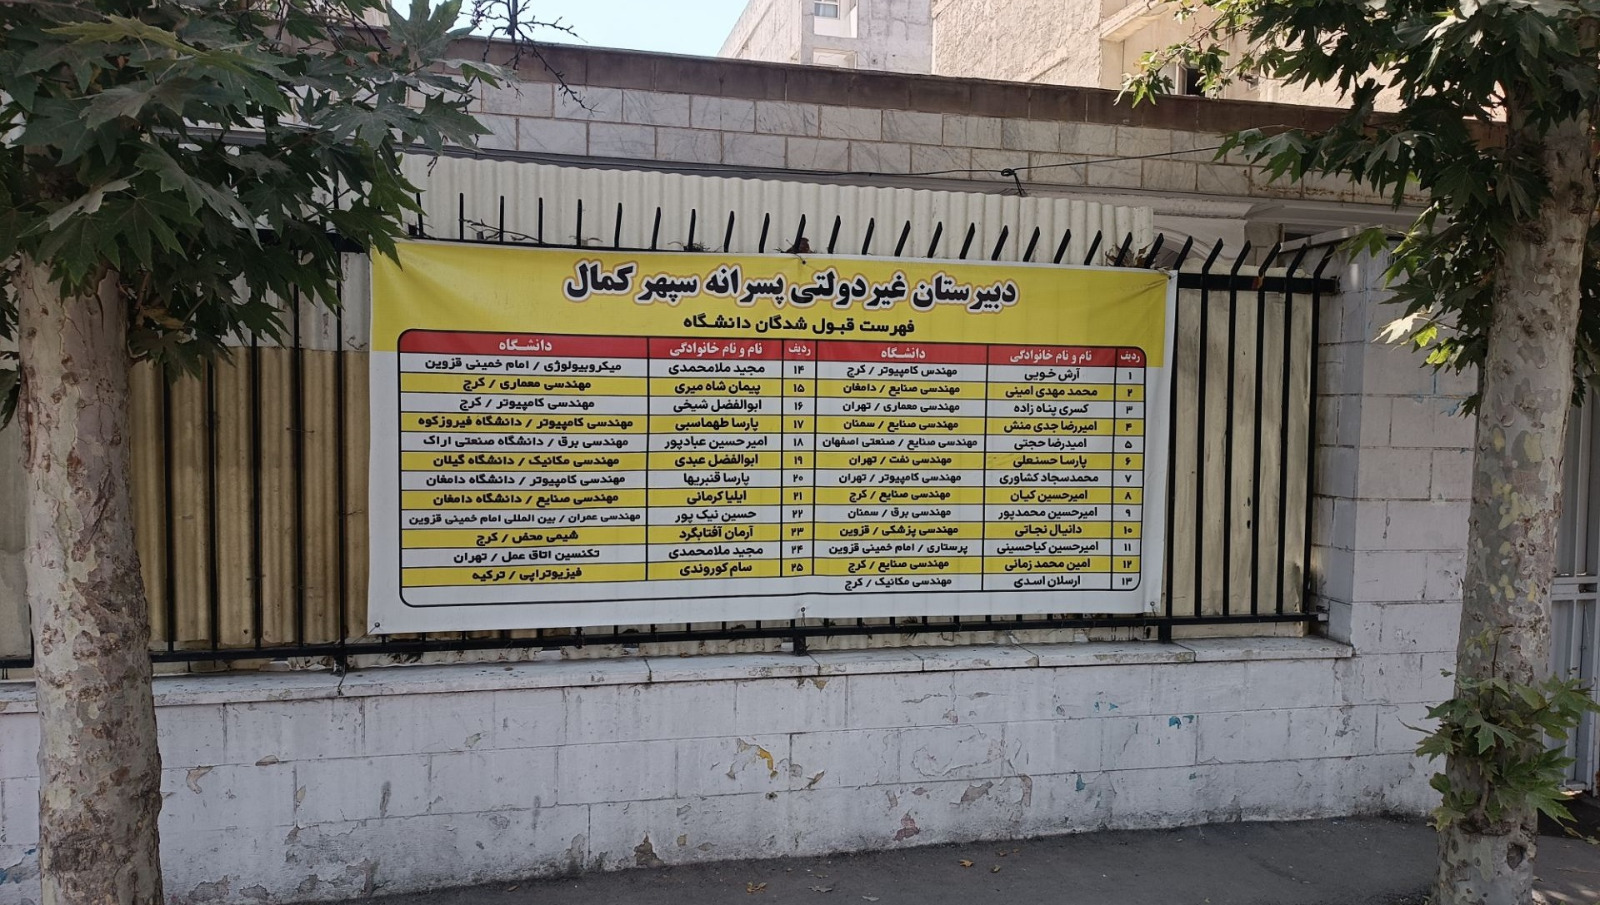 دبیرستان غیردولتی پسرانه سپهر کمال
فهرست قبول شدگان دانشگاه
ردیف نام و نام خانوادگی دانشگاه ردیف نام و نام خانوادگی دانشگاه
۱ آرش خوبی مهندس کامپیوتر / کرج ۱۴ مجید ملامحمدی میکروبیولوژی / امام خمینی قزوین
۲ محمد مهدی امینی مهندسی صنایع / دامغان ۱۵ پیمان شاه میری مهندسی معماری / کرج
۳ کسری پناه زاده مهندسی معماری / تهران ۱۶ ابوالفضل شیخی مهندسی کامپیوتر / کرج
۴ امیررضا جدی منش مهندسی صنایع / سمنان ۱۷ پارسا طهماسبی مهندسی کامپیوتر / دانشگاه فیروزکوه
۵ امیدرضا حجتی مهندسی صنایع / صنعتی اصفهان ۱۸ امیرحسین عبادپور مهندسی برق / دانشگاه صنعتی اراک
۶ پارسا حسنعلی مهندسی نفت / تهران ۱۹ ابوالفضل عبدی مهندسی مکانیک / دانشگاه گیلان
۷ محمدسجاد کشاوری مهندسی کامپیوتر / تهران ۲۰ پارسا قنبریها مهندسی کامپیوتر / دانشگاه دامغان
۸ امیرحسین کیان مهندسی صنایع / کرج ۲۱ ایلیا کرمانی مهندسی صنایع / دانشگاه دامغان
۹ امیرحسین محمدپور مهندسی برق / سمنان ۲۲ حسین نیک پور مهندسی عمران / بین المللی امام خمینی قزوین
۱۰ دانیال نجاتی مهندسی پزشکی / قزوین ۲۳ آرمان آفتابگرد شیمی محض / کرج
۱۱ امیرحسین کیاحسینی پرستاری / امام خمینی قزوین ۲۴ مجید ملامحمدی تکنسین اتاق عمل / تهران
۱۲ امین محمد زمانی مهندسی صنایع / کرج ۲۵ سام کوروندی فیزیوتراپی / ترکیه
۱۳ ارسلان اسدی مهندسی مکانیک / کرج